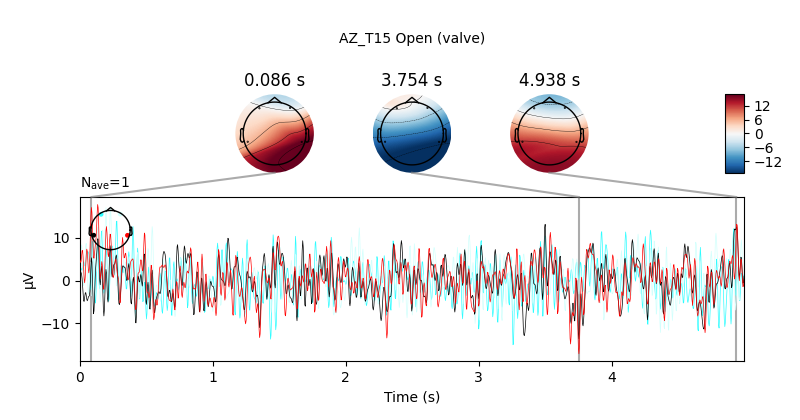 AZ_T15 Open (valve)
0.086 s 3.754 s 4.938 s
12
6
0
−6
−12
Nave=1
10
0
−10
µV
0 1 2 3 4
Time (s)